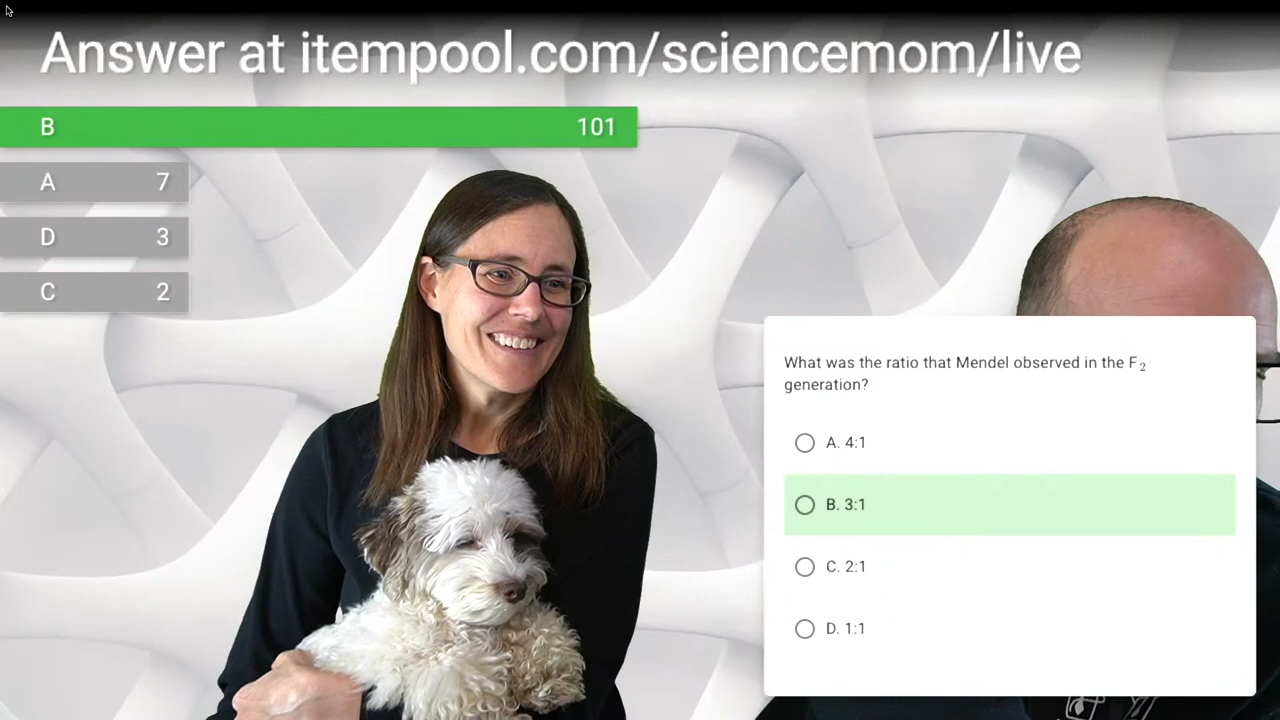 Answer at itempool.com/sciencemom/live
B 101
A 7
D 3
C 2
What was the ratio that Mendel observed in the F₂
generation?
A. 4:1
B. 3:1
C. 2:1
D. 1:1